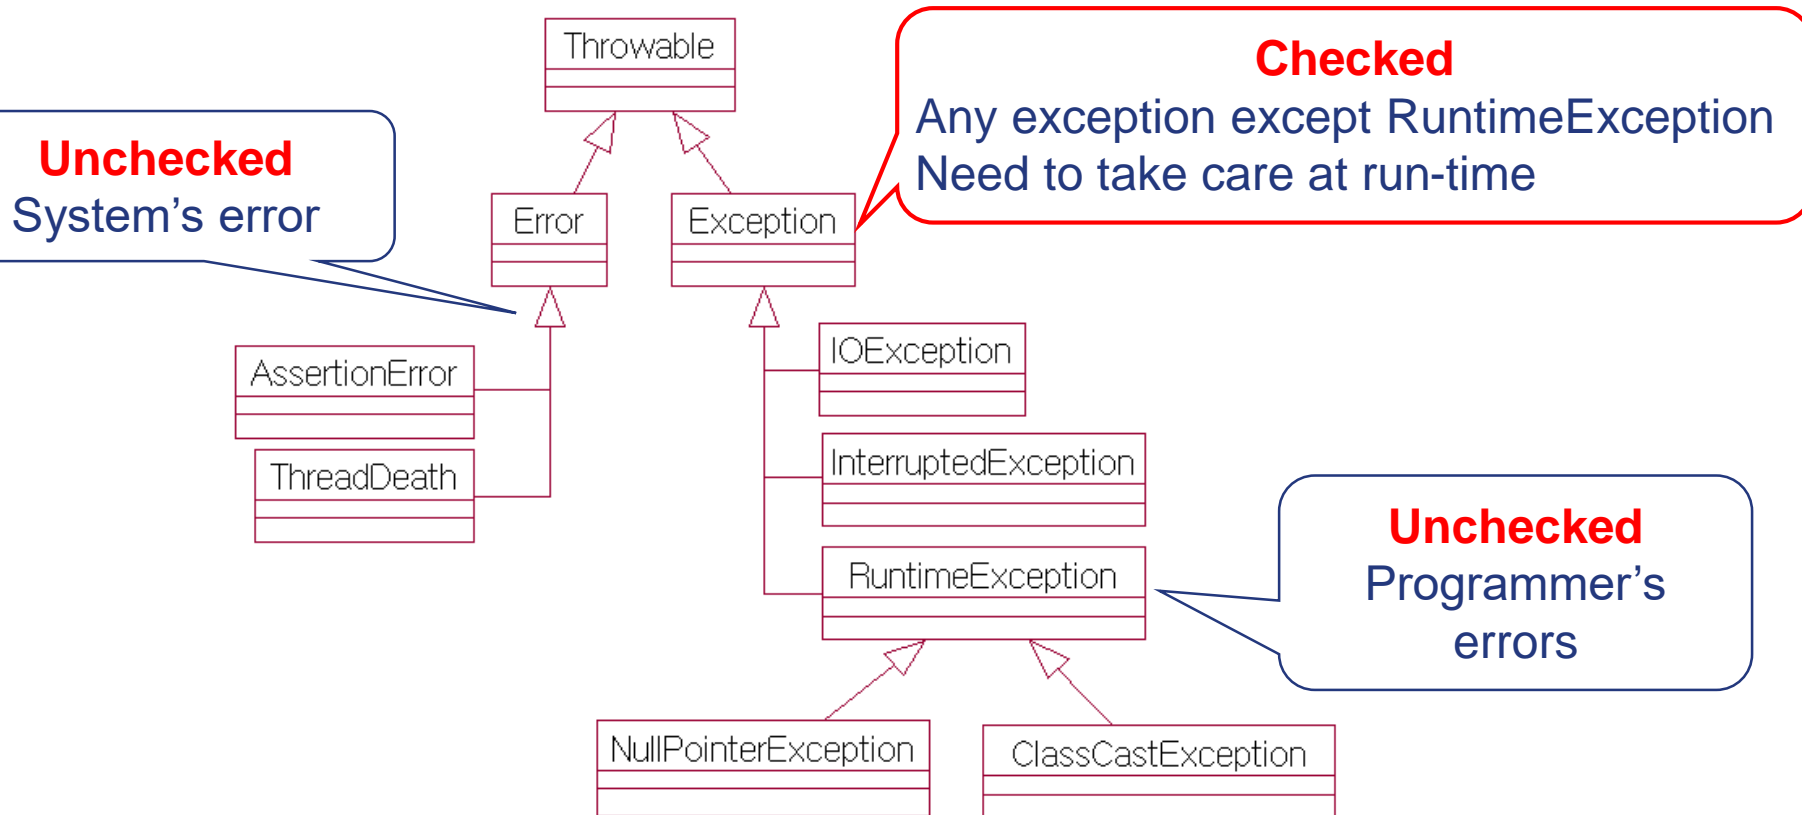 Throwable
Checked
Any exception except RuntimeException
Need to take care at run-time
Unchecked
System’s error
Error
Exception
IOException
AssertionError
InterruptedException
ThreadDeath
Unchecked
Programmer’s
errors
RuntimeException
NullPointerException
ClassCastException